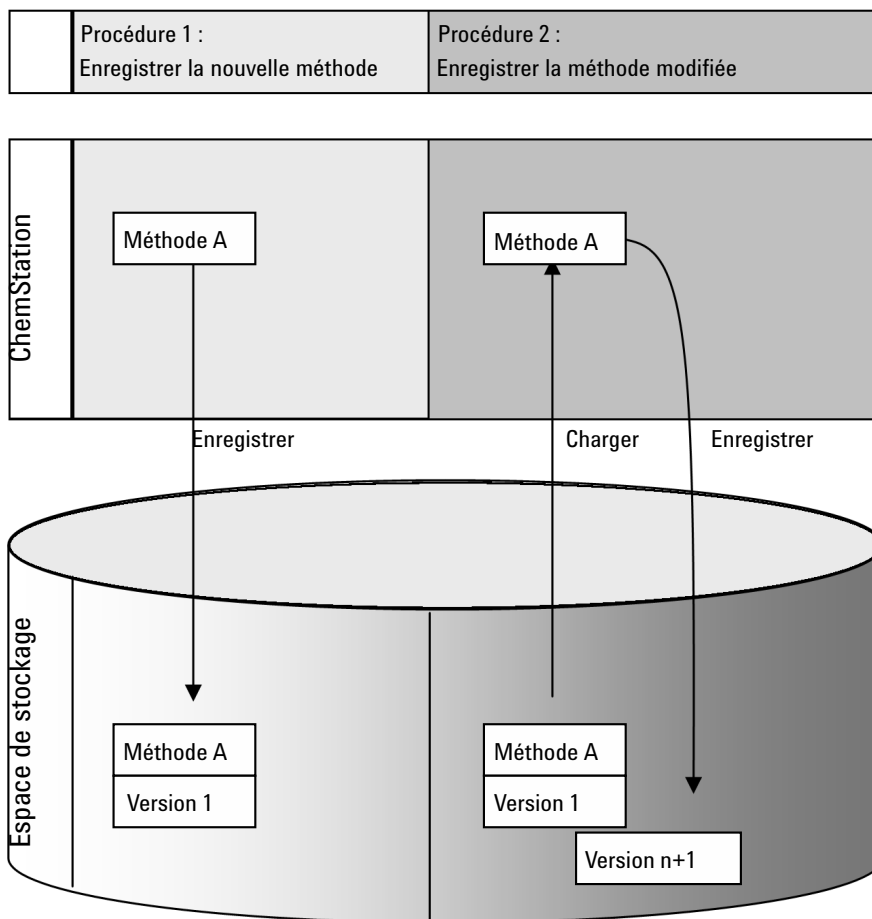 Procédure 1 :
Enregistrer la nouvelle méthode
Procédure 2 :
Enregistrer la méthode modifiée
ChemStation
Méthode A
Méthode A
Enregistrer
Charger
Enregistrer
Espace de stockage
Méthode A
Version 1
Méthode A
Version 1
Version n+1